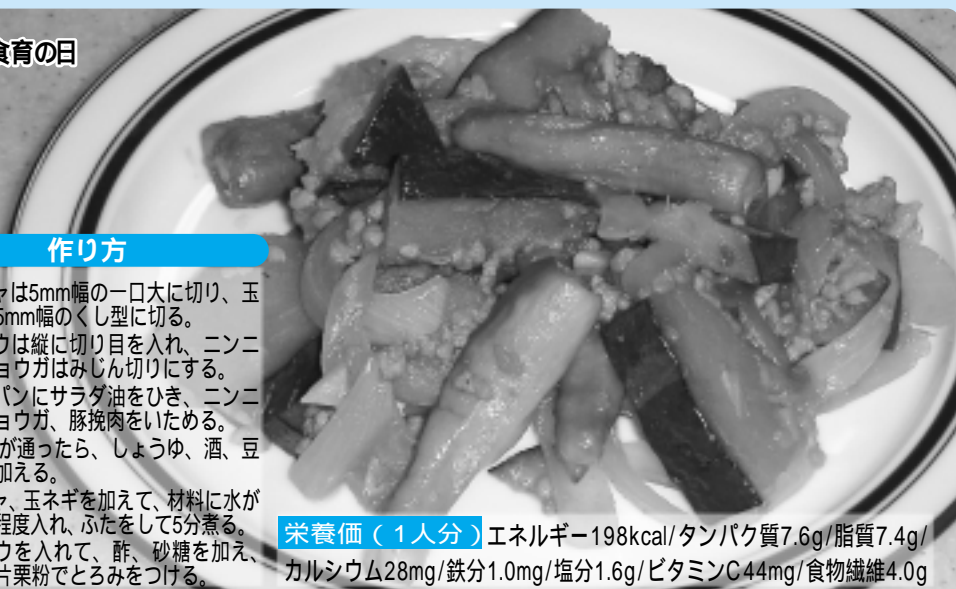 食育の日
作り方
ャは5mm幅の一口大に切り、玉
5mm幅のくし型に切る。
ウは縦に切り目を入れ、ニンニ
ョウガはみじん切りにする。
パンにサラダ油をひき、ニンニ
ョウガ、豚挽肉をいためる。
が通ったら、しょうゆ、酒、豆
加える。
ャ、玉ネギを加えて、材料に水が
程度入れ、ふたをして5分煮る。
ウを入れて、酢、砂糖を加え、
片栗粉でとろみをつける。
栄養価（1人分）エネルギー198kcal/タンパク質7.6g/脂質7.4g/
カルシウム28mg/鉄分1.0mg/塩分1.6g/ビタミンC44mg/食物繊維4.0g